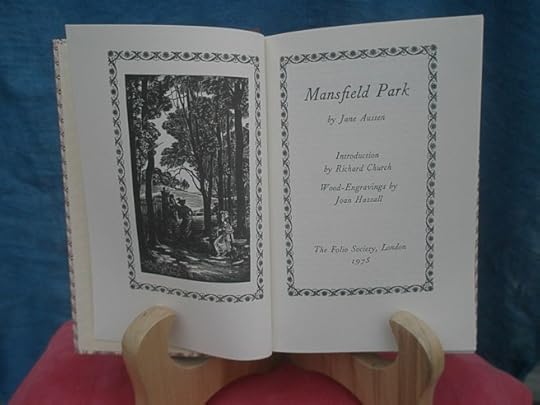 Mansfield Park
by Jane Austen
Introduction
by Richard Church
Wood-Engravings by
Joan Hassall
The Folio Society, London
1975